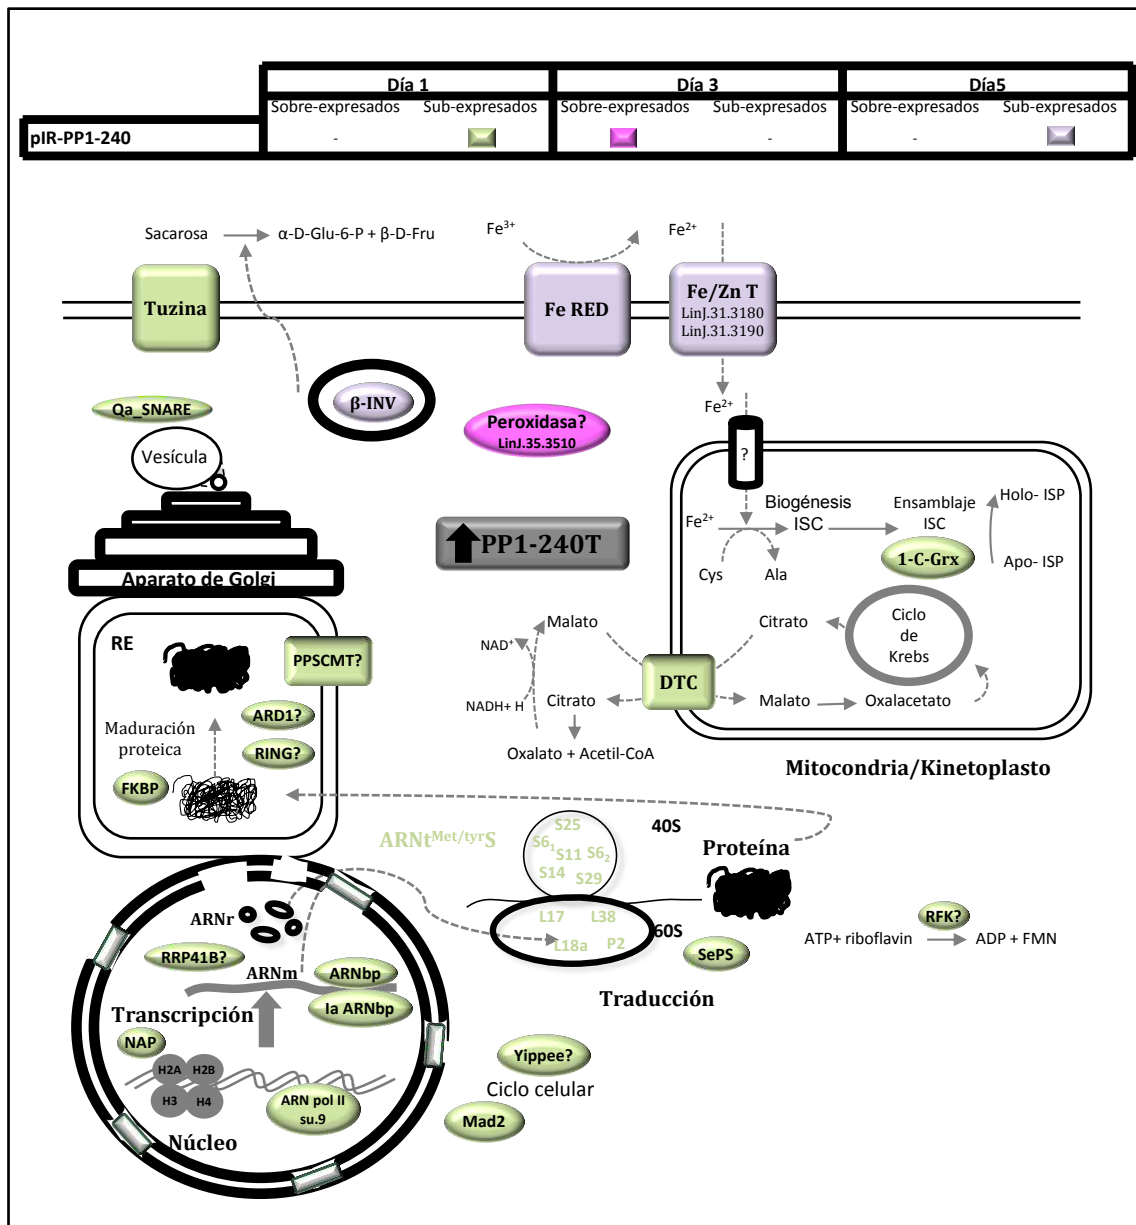 Día 1 Día 3 Día5
Sobre-expresados Sub-expresados Sobre-expresados Sub-expresados Sobre-expresados Sub-expresados
pIR-PP1-240 - - -
Sacarosa α-D-Glu-6-P + β-D-Fru Fe3+ Fe2+
Tuzina
Fe RED
Fe/Zn T
LinJ.31.3180
LinJ.31.3190
Qa_SNARE
β-INV
Peroxidasa?
LinJ.35.3510
Fe2+
?
Vesícula
Aparato de Golgi
PP1-240T
Fe2+
Biogénesis
ISC
Ensamblaje
ISC
Holo- ISP
1-C-Grx
Apo- ISP
Cys Ala
RE
PPSCMT?
ARD1?
RING?
Maduración
proteica
FKBP
NAD+
Malato
NADH+ H
Citrato
Oxalato + Acetil-CoA
DTC
Citrato
Ciclo
de
Krebs
Malato
Oxalacetato
Mitocondria/Kinetoplasto
ARNtMet/tyrS
S25
S61
S11
S62
S14
S29
40S
Proteína
L17
L38
L18a
P2
60S
SePS
Traducción
RFK?
ATP+ riboflavin ADP + FMN
ARNr
RRP41B?
ARNm
ARNbp
la ARNbp
Transcripción
NAP
H2A
H2B
H3
H4
ARN pol II
su.9
Núcleo
Yippee?
Ciclo celular
Mad2